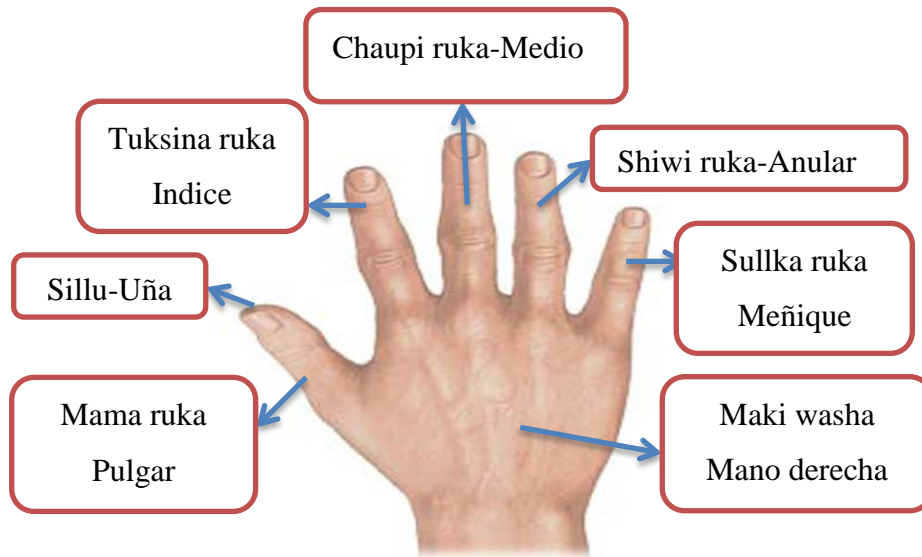 Chaupi ruka-Medio
Tuksina ruka
Indice
Shiwi ruka-Anular
Sillu-Uña
Sullka ruka
Meñique
Mama ruka
Pulgar
Maki washa
Mano derecha